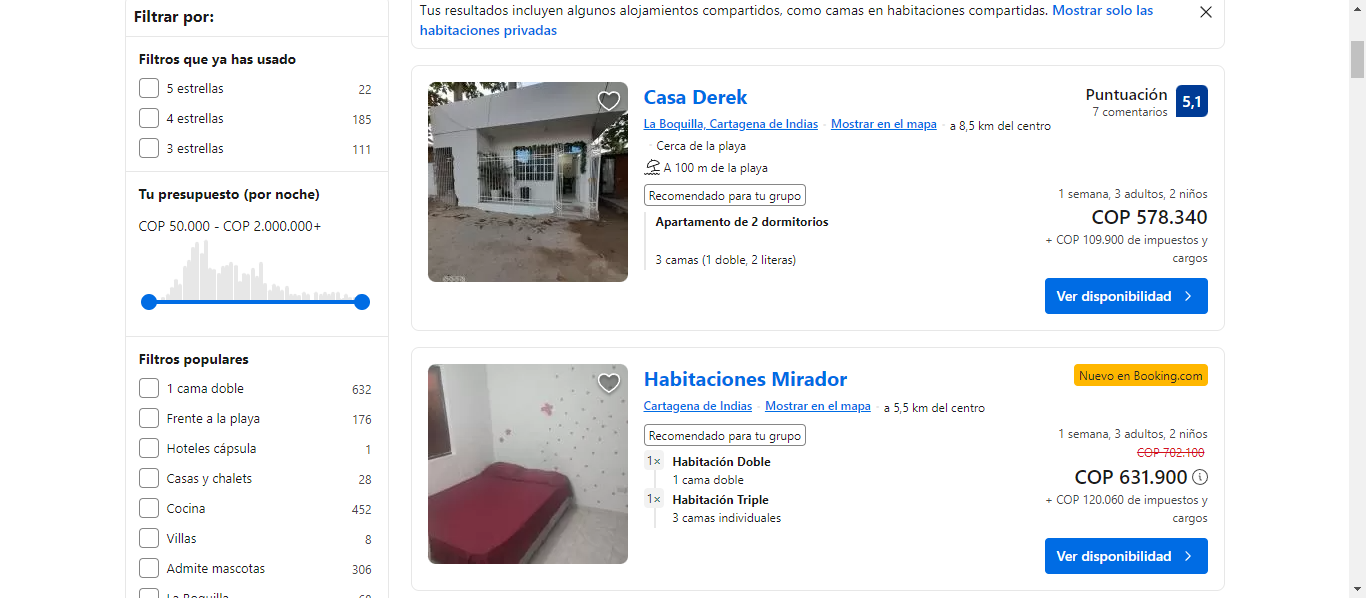 Filtrar por:
Filtros que ya has usado
5 estrellas 22
4 estrellas 185
3 estrellas 111
Tu presupuesto (por noche)
COP 50.000 - COP 2.000.000+
Filtros populares
1 cama doble 632
Frente a la playa 176
Hoteles cápsula 1
Casas y chalets 28
Cocina 452
Villas 8
Admite mascotas 306
La Boquilla
Tus resultados incluyen algunos alojamientos compartidos, como camas en habitaciones compartidas. Mostrar solo las
habitaciones privadas
Casa Derek
La Boquilla, Cartagena de Indias · Mostrar en el mapa · a 8,5 km del centro
· Cerca de la playa
A 100 m de la playa
Recomendado para tu grupo
Apartamento de 2 dormitorios
3 camas (1 doble, 2 literas)
Puntuación 5,1
7 comentarios
1 semana, 3 adultos, 2 niños
COP 578.340
+ COP 109.900 de impuestos y
cargos
Ver disponibilidad
Habitaciones Mirador
Cartagena de Indias · Mostrar en el mapa · a 5,5 km del centro
Recomendado para tu grupo
1× Habitación Doble
1 cama doble
1× Habitación Triple
3 camas individuales
Nuevo en Booking.com
1 semana, 3 adultos, 2 niños
COP 702.100
COP 631.900
+ COP 120.060 de impuestos y
cargos
Ver disponibilidad